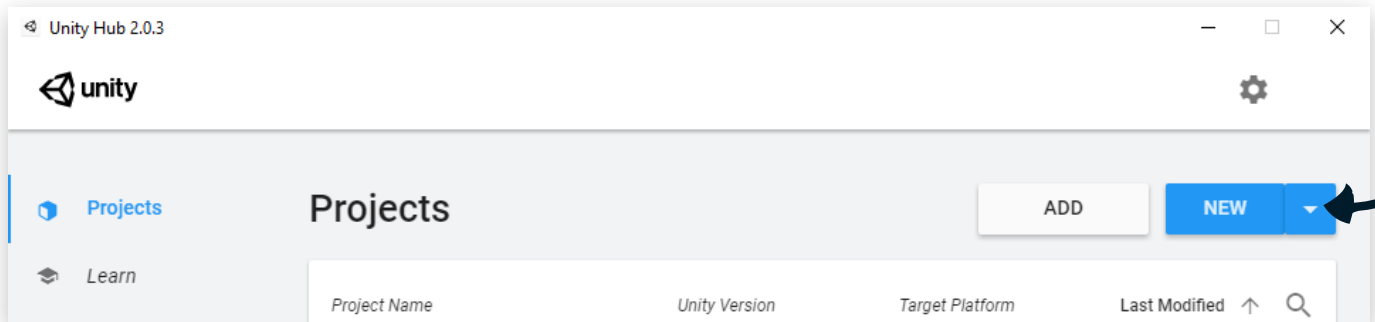 Unity Hub 2.0.3
unity
Projects
Projects
ADD
NEW
Learn
Project Name
Unity Version
Target Platform
Last Modified